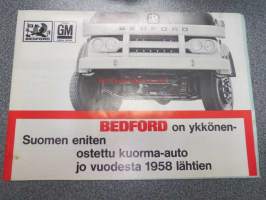 BEDFORD
GM
BEDFORD
BEDFORD on ykkönen-
Suomen eniten
ostettu kuorma-auto
jo vuodesta 1958 lähtien